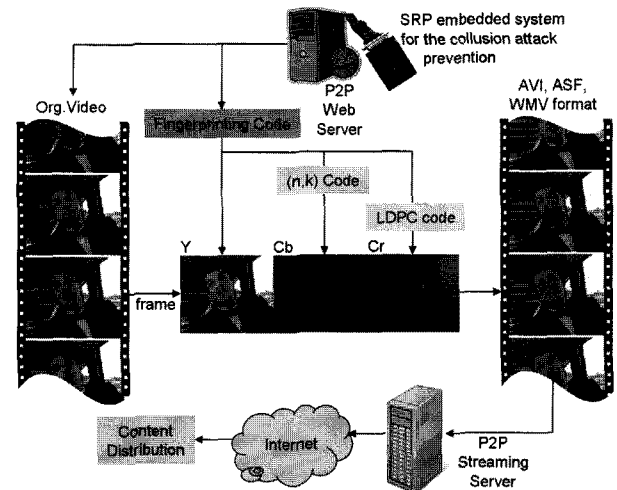 SRP embedded system
for the collusion attack
prevention
P2P
Web
Server
Org.Video
AVI, ASF,
WMV format
Fingerprinting Code
(n,k) Code
LDPC code
Y
Cb
Cr
frame
Content
Distribution
Internet
P2P
Streaming
Server